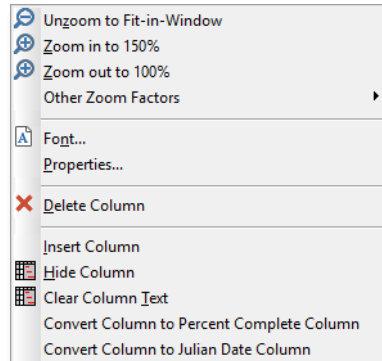 Unzoom to Fit-in-Window
Zoom in to 150%
Zoom out to 100%
Other Zoom Factors
Font...
Properties...
Delete Column
Insert Column
Hide Column
Clear Column Text
Convert Column to Percent Complete Column
Convert Column to Julian Date Column